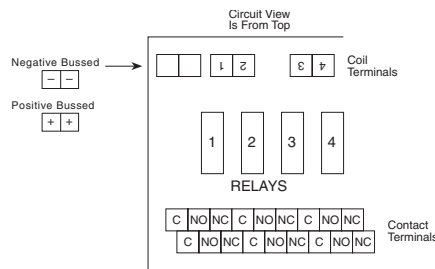 Circuit View
Is From Top
Negative Bussed
− −
Positive Bussed
+ +
1 2
3 4
Coil
Terminals
1 2 3 4
RELAYS
C NO NC C NO NC C NO NC
C NO NC C NO NC C NO NC
Contact
Terminals